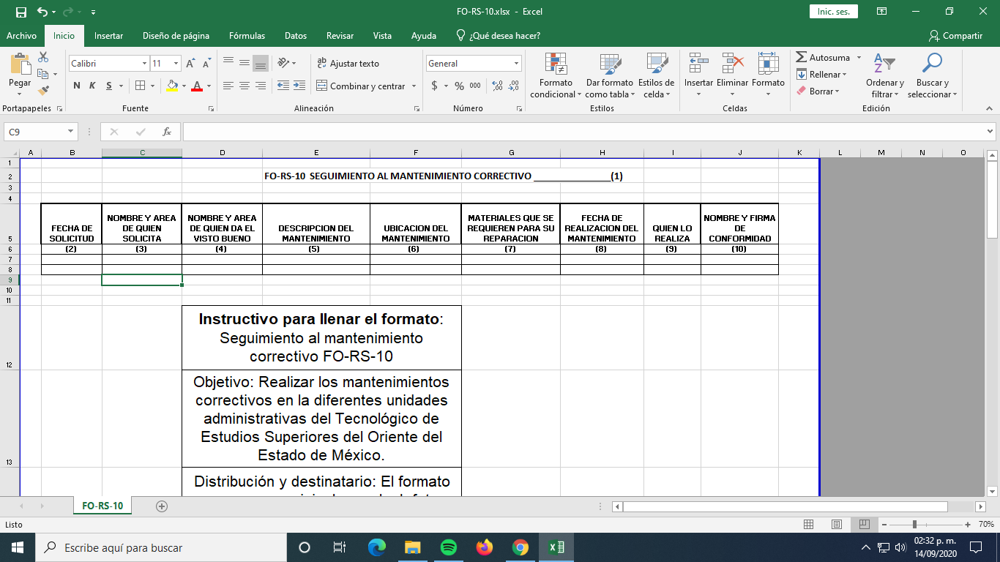 FO-RS-10.xlsx - Excel
Inic. ses.
Archivo Inicio Insertar Diseño de página Fórmulas Datos Revisar Vista Ayuda ¿Qué desea hacer? Compartir
Pegar
Calibri 11
N K S
A A A
ab Ajustar texto
Combinar y centrar
General
$ % 000
Formato condicional
Dar formato como tabla
Estilos de celda
Insertar Eliminar Formato
Autosuma
Rellenar
Borrar
Ordenar y filtrar
Buscar y seleccionar
Portapapeles Fuente Alineación Número Estilos Celdas Edición
C9 fx
A B C D E F G H I J K L M N O
1
2 FO-RS-10 SEGUIMIENTO AL MANTENIMIENTO CORRECTIVO _______________(1)
3
4
5 FECHA DE SOLICITUD NOMBRE Y AREA DE QUIEN SOLICITA NOMBRE Y AREA DE QUIEN DA EL VISTO BUENO DESCRIPCION DEL MANTENIMIENTO UBICACION DEL MANTENIMIENTO MATERIALES QUE SE REQUIEREN PARA SU REPARACION FECHA DE REALIZACION DEL MANTENIMIENTO QUIEN LO REALIZA NOMBRE Y FIRMA DE CONFORMIDAD
6 (2) (3) (4) (5) (6) (7) (8) (9) (10)
7
8
9
10
11
Instructivo para llenar el formato:
Seguimiento al mantenimiento
correctivo FO-RS-10
12
Objetivo: Realizar los mantenimientos
correctivos en la diferentes unidades
administrativas del Tecnológico de
Estudios Superiores del Oriente del
Estado de México.
13
Distribución y destinatario: El formato
FO-RS-10
Listo
70%
Escribe aquí para buscar
02:32 p. m.
14/09/2020